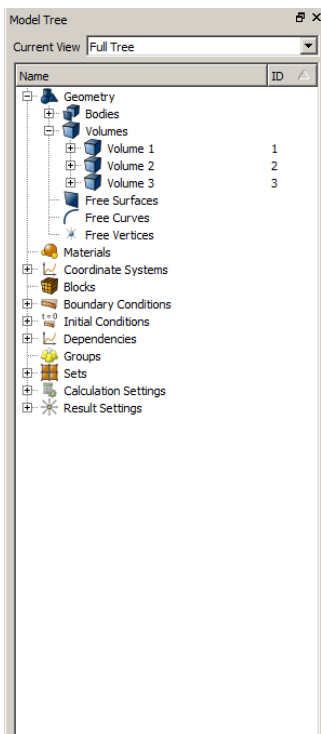 Model Tree
Current View Full Tree
Name ID
Geometry
Bodies
Volumes
Volume 1 1
Volume 2 2
Volume 3 3
Free Surfaces
Free Curves
Free Vertices
Materials
Coordinate Systems
Blocks
Boundary Conditions
t=0 Initial Conditions
Dependencies
Groups
Sets
Calculation Settings
Result Settings